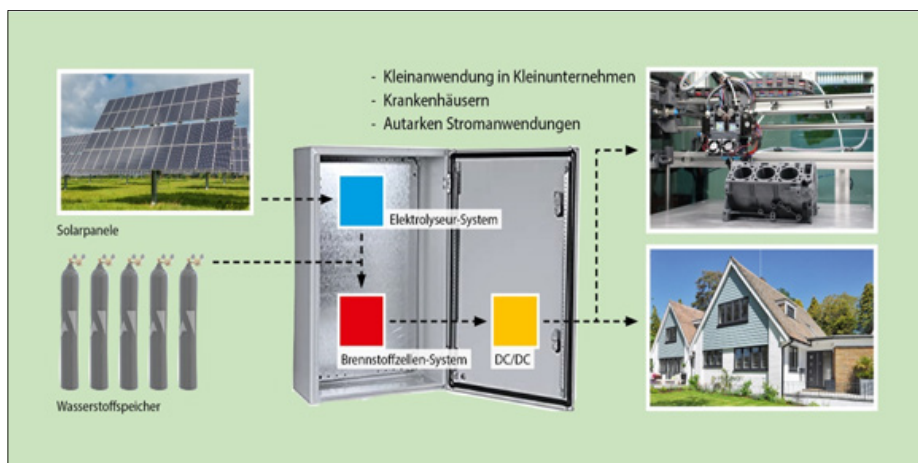 - Kleinanwendung in Kleinunternehmen
- Krankenhäusern
- Autarken Stromanwendungen
Solarpanele
Elektrolyseur-System
Brennstoffzellen-System
DC/DC
Wasserstoffspeicher